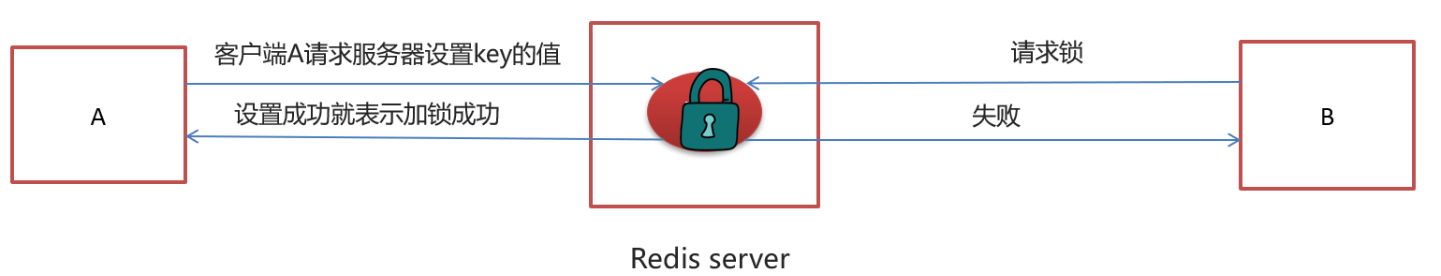 客户端A请求服务器设置key的值
请求锁
A
设置成功就表示加锁成功
失败
B
Redis server